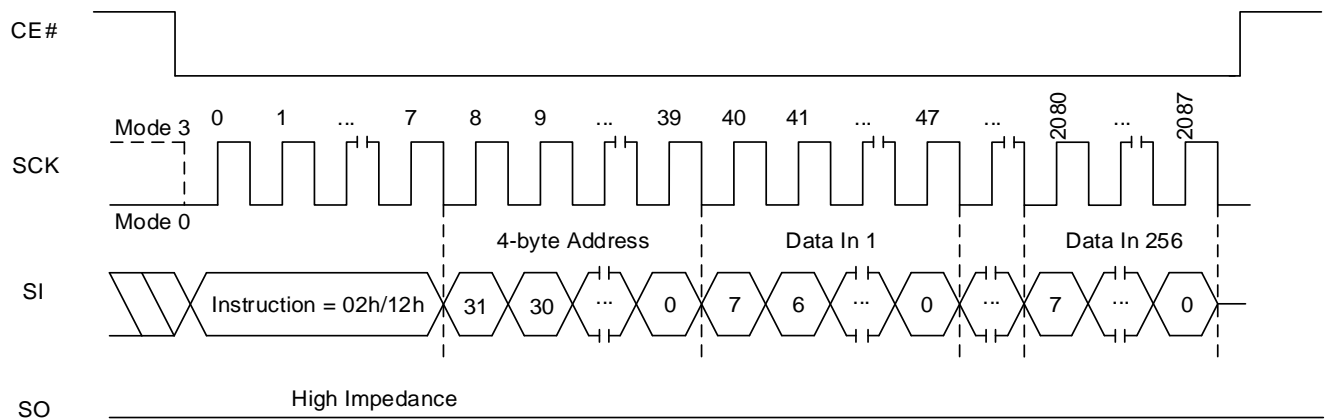 CE#
0 1 ... 7 8 9 ... 39 40 41 ... 47 ... 2080 ... 2087
Mode 3
SCK
Mode 0
4-byte Address Data In 1 Data In 256
SI Instruction = 02h/12h 31 30 ... 0 7 6 ... 0 ... 7 ... 0
High Impedance
SO